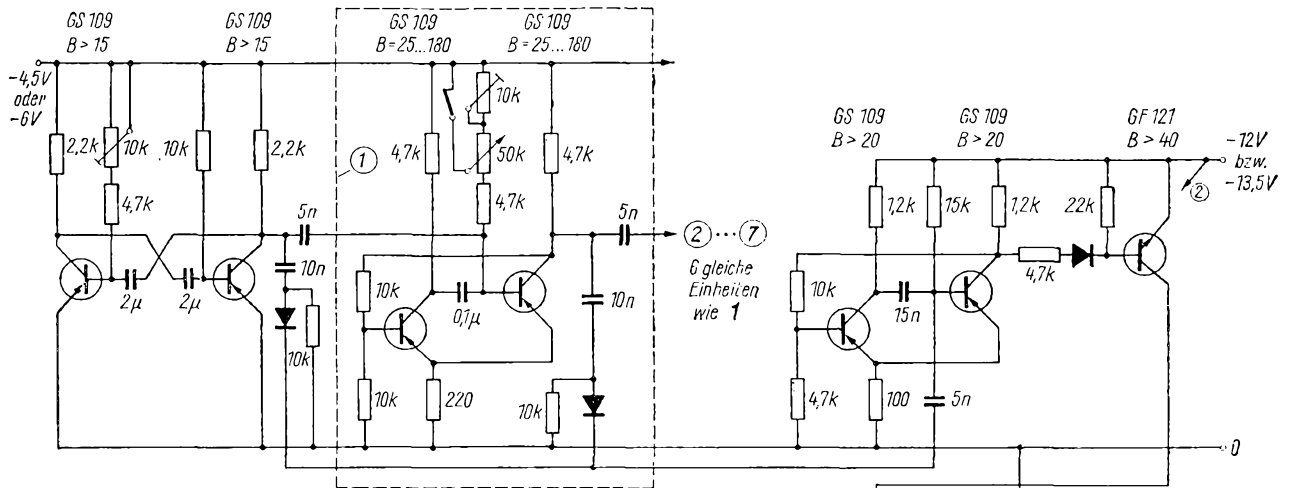 GS 109
B > 15
GS 109
B > 15
GS 109
B = 25...180
GS 109
B = 25...180
-4,5V
oder
-6V
2,2k
10k
10k
2,2k
4,7k
2µ
2µ
5n
10n
10k
1
4,7k
10k
50k
4,7k
4,7k
5n
10k
0,1µ
10n
10k
220
10k
2 ... 7
6 gleiche
Einheiten
wie 1
GS 109
B > 20
GS 109
B > 20
GF 121
B > 40
-12V
bzw.
-13,5V
2
1,2k
15k
1,2k
22k
4,7k
10k
15n
4,7k
100
5n
0